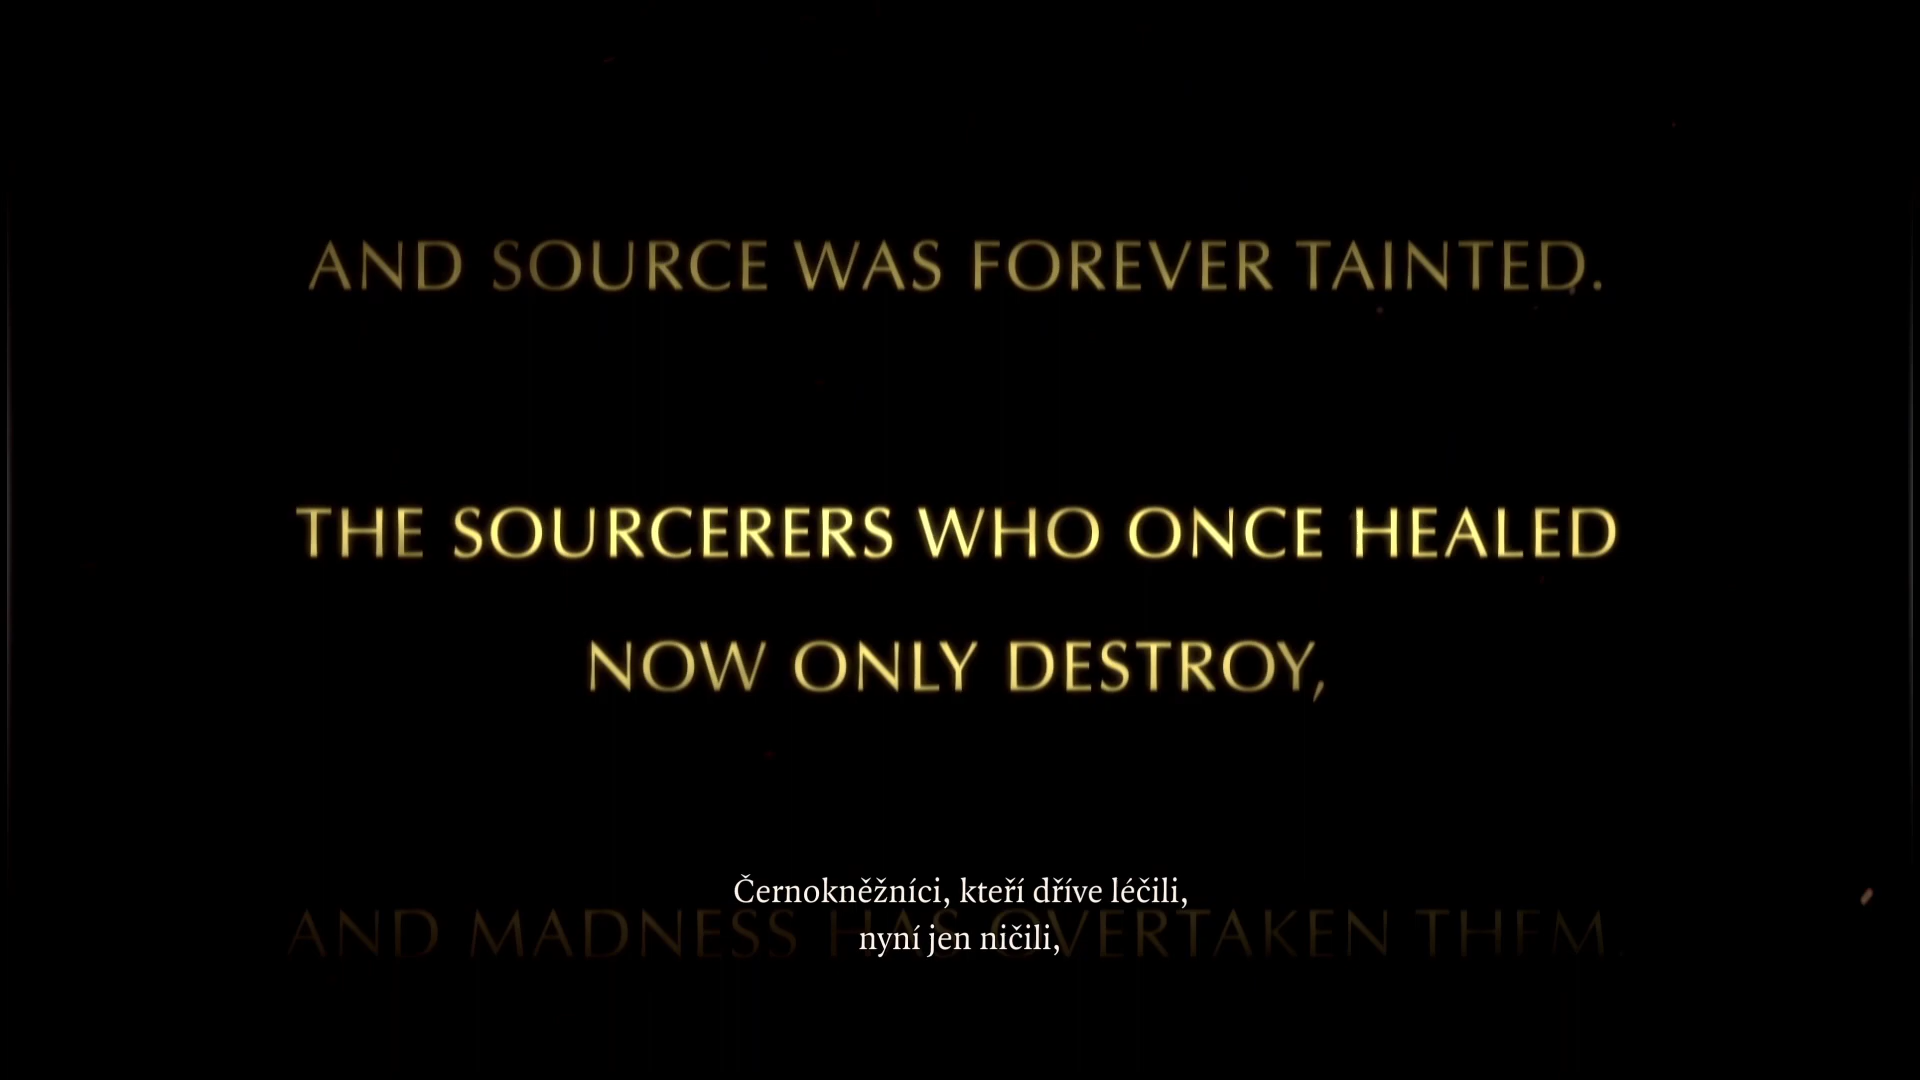 AND SOURCE WAS FOREVER TAINTED.
THE SOURCERERS WHO ONCE HEALED
NOW ONLY DESTROY,
Černokněžníci, kteří dříve léčili,
AND MADNESS HAS OVERTAKEN THEM.
nyní jen ničili,